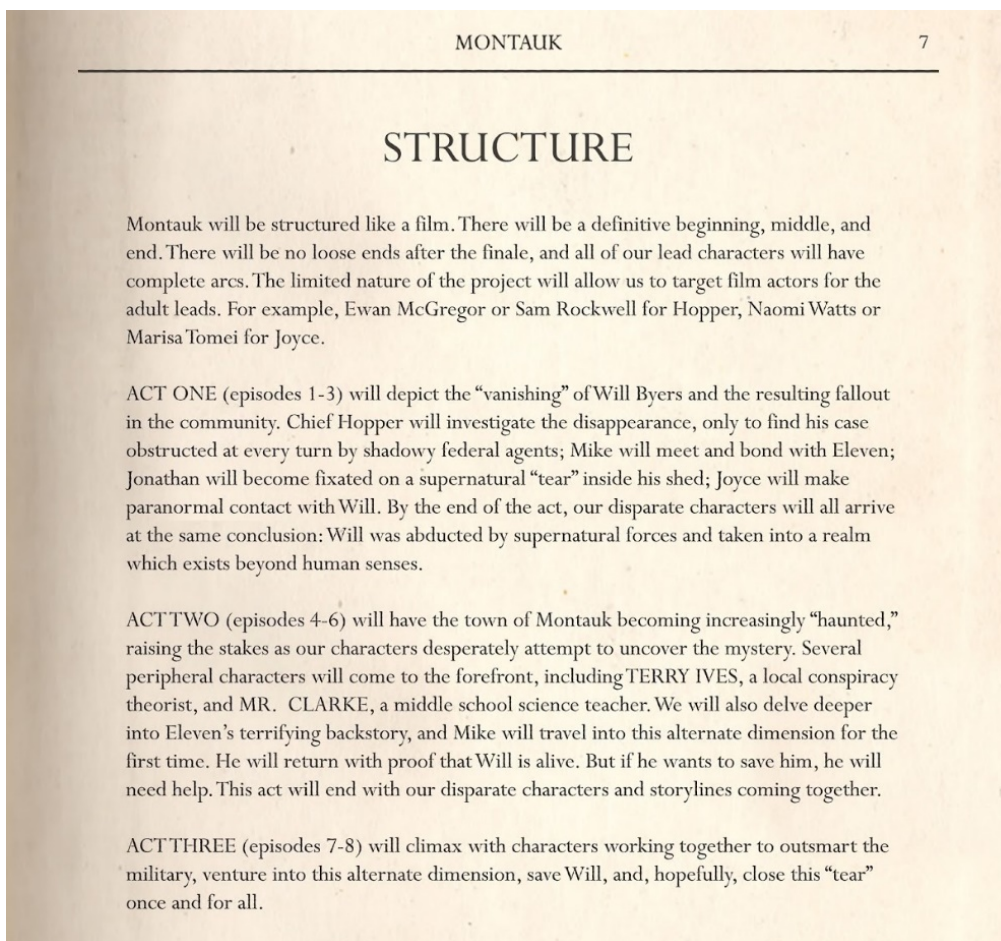 MONTAUK 7
STRUCTURE
Montauk will be structured like a film. There will be a definitive beginning, middle, and
end. There will be no loose ends after the finale, and all of our lead characters will have
complete arcs. The limited nature of the project will allow us to target film actors for the
adult leads. For example, Ewan McGregor or Sam Rockwell for Hopper, Naomi Watts or
Marisa Tomei for Joyce.
ACT ONE (episodes 1-3) will depict the “vanishing” of Will Byers and the resulting fallout
in the community. Chief Hopper will investigate the disappearance, only to find his case
obstructed at every turn by shadowy federal agents; Mike will meet and bond with Eleven;
Jonathan will become fixated on a supernatural “tear” inside his shed; Joyce will make
paranormal contact with Will. By the end of the act, our disparate characters will all arrive
at the same conclusion: Will was abducted by supernatural forces and taken into a realm
which exists beyond human senses.
ACT TWO (episodes 4-6) will have the town of Montauk becoming increasingly “haunted,”
raising the stakes as our characters desperately attempt to uncover the mystery. Several
peripheral characters will come to the forefront, including TERRY IVES, a local conspiracy
theorist, and MR. CLARKE, a middle school science teacher. We will also delve deeper
into Eleven’s terrifying backstory, and Mike will travel into this alternate dimension for the
first time. He will return with proof that Will is alive. But if he wants to save him, he will
need help. This act will end with our disparate characters and storylines coming together.
ACT THREE (episodes 7-8) will climax with characters working together to outsmart the
military, venture into this alternate dimension, save Will, and, hopefully, close this “tear”
once and for all.